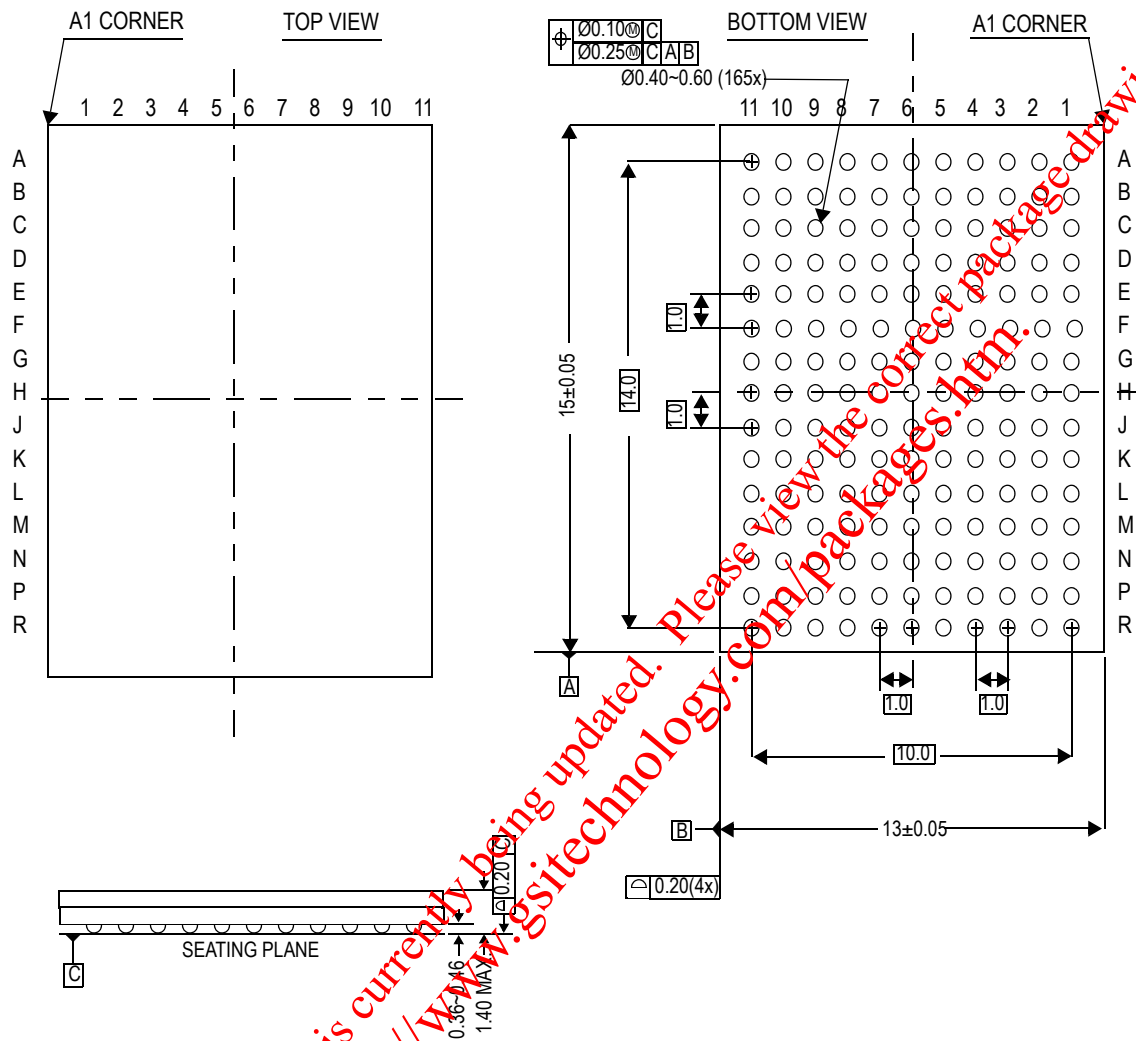 A1 CORNER
TOP VIEW
1 2 3 4 5 6 7 8 9 10 11
A
B
C
D
E
F
G
H
J
K
L
M
N
P
R
Ø0.10Ⓜ C
Ø0.25Ⓜ C A B
Ø0.40~0.60 (165x)
BOTTOM VIEW
A1 CORNER
11 10 9 8 7 6 5 4 3 2 1
A
B
C
D
E
F
G
H
J
K
L
M
N
P
R
1.0
1.0
14.0
15±0.05
A
1.0
1.0
10.0
B
13±0.05
0.20(4x)
0.20 C
SEATING PLANE
C
0.36~0.46
1.40 MAX.
is currently being updated. Please view the correct package drawi
//www.gsitechnology.com/packages.htm.